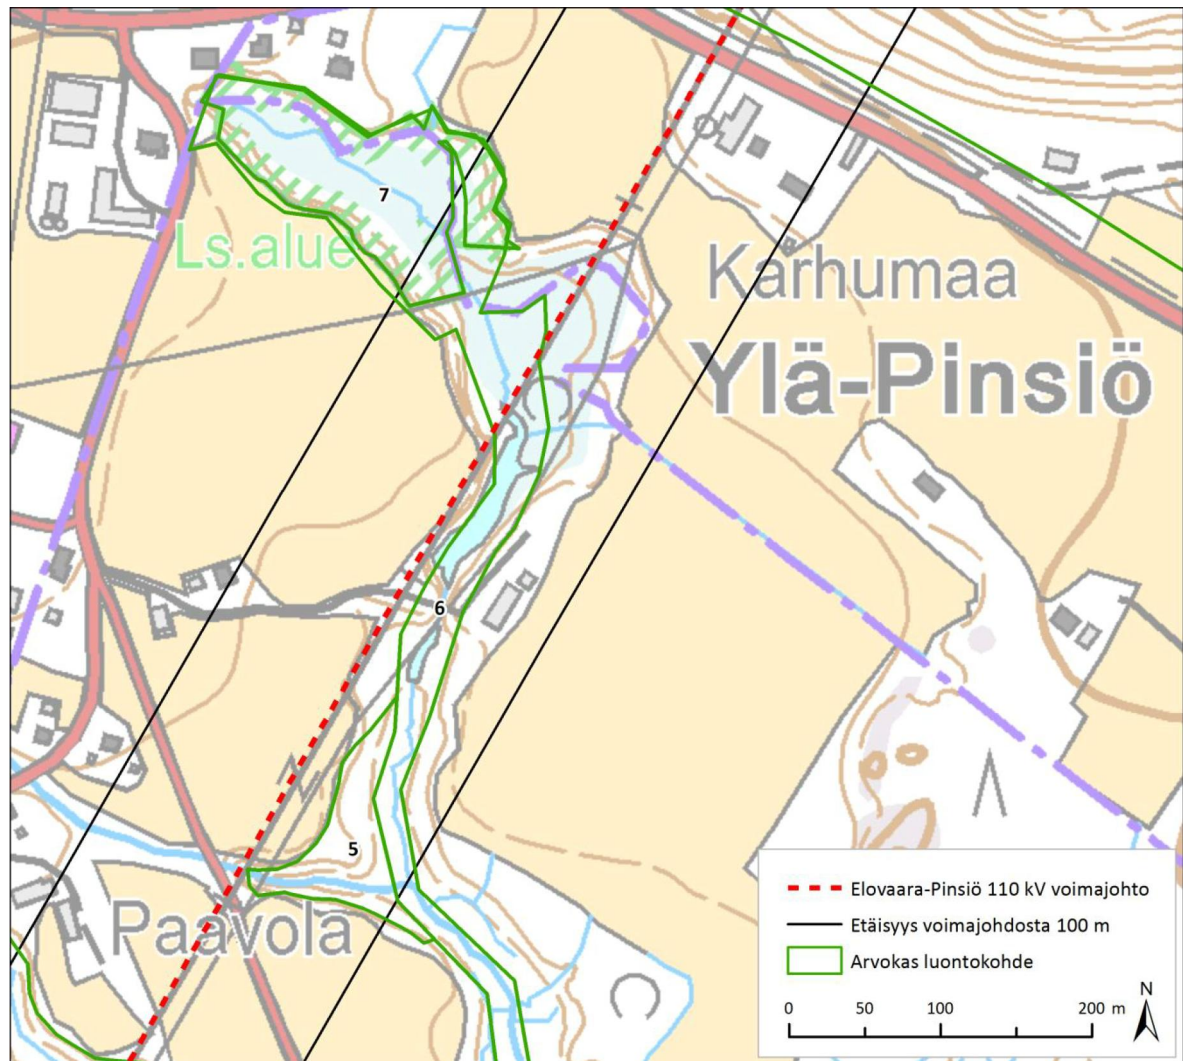 7
Ls.alue
Karhumaa
Ylä-Pinsiö
6
5
Paavola
Elovaara-Pinsiö 110 kV voimajohto
Etäisyys voimajohdosta 100 m
Arvokas luontokohde
N
0 50 100 200 m